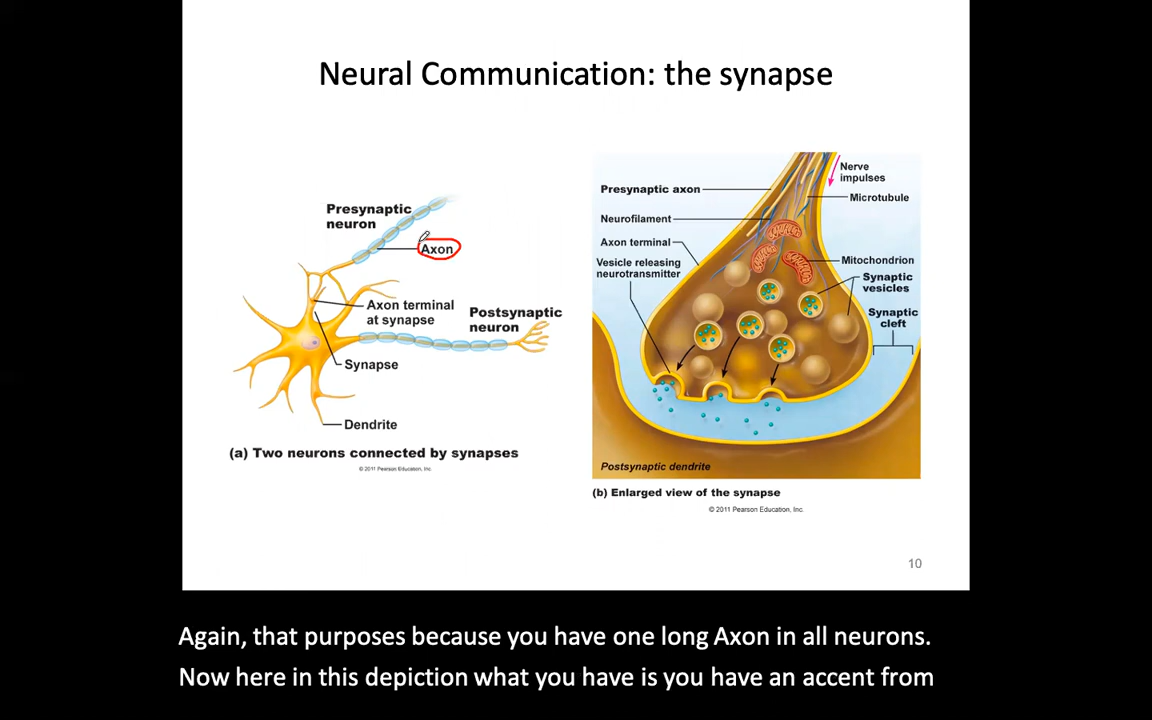 Neural Communication: the synapse
Presynaptic
neuron
Axon
Axon terminal
at synapse
Postsynaptic
neuron
Synapse
Dendrite
(a) Two neurons connected by synapses
© 2011 Pearson Education, Inc.
Nerve
impulses
Presynaptic axon
Microtubule
Neurofilament
Axon terminal
Mitochondrion
Vesicle releasing
neurotransmitter
Synaptic
vesicles
Synaptic
cleft
Postsynaptic dendrite
(b) Enlarged view of the synapse
© 2011 Pearson Education, Inc.
10
Again, that purposes because you have one long Axon in all neurons.
Now here in this depiction what you have is you have an accent from